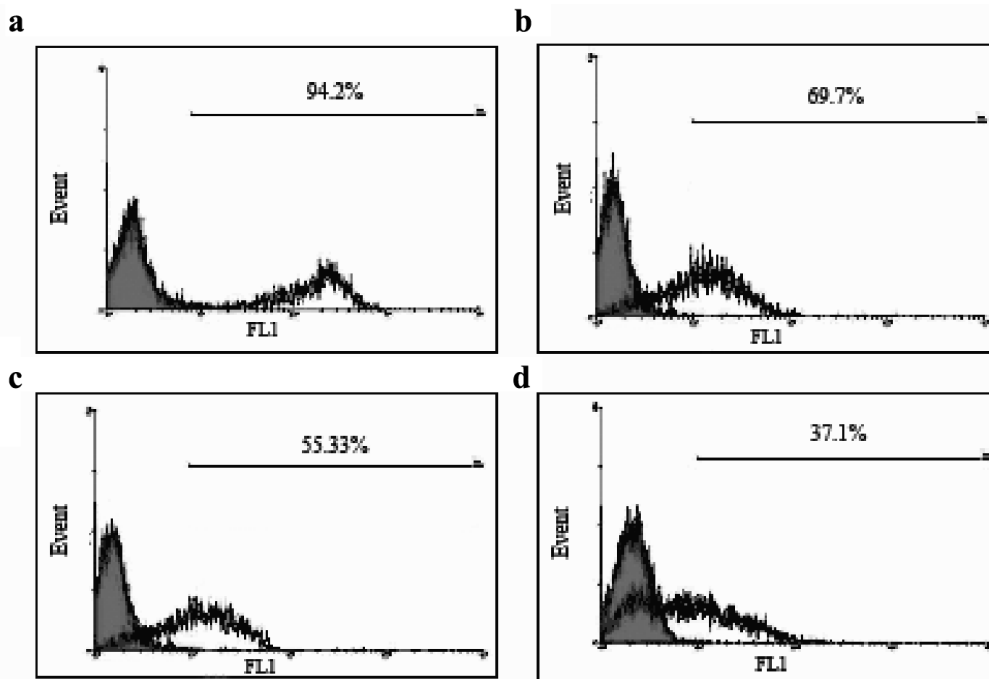 a
94.2%
Event
FL1
b
69.7%
Event
FL1
c
55.33%
Event
FL1
d
37.1%
Event
FL1